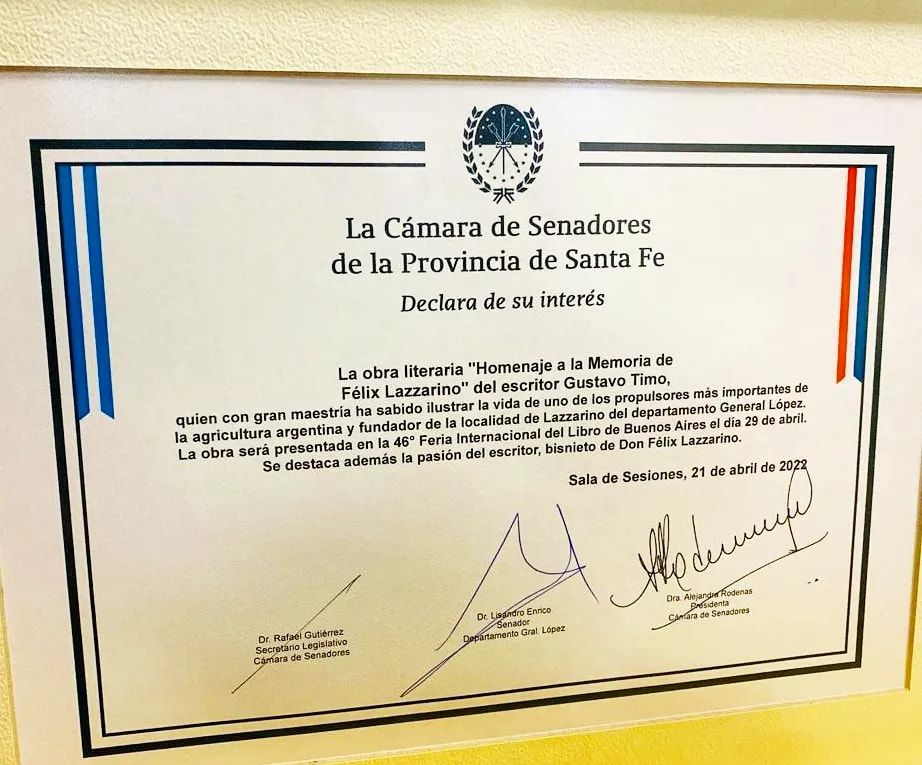 La Cámara de Senadores
de la Provincia de Santa Fe
Declara de su interés
La obra literaria "Homenaje a la Memoria de
Félix Lazzarino" del escritor Gustavo Timo,
quien con gran maestría ha sabido ilustrar la vida de uno de los propulsores más importantes de
la agricultura argentina y fundador de la localidad de Lazzarino del departamento General López.
La obra será presentada en la 46° Feria Internacional del Libro de Buenos Aires el día 29 de abril.
Se destaca además la pasión del escritor, bisnieto de Don Félix Lazzarino.
Sala de Sesiones, 21 de abril de 2022
Dr. Rafael Gutiérrez
Secretario Legislativo
Cámara de Senadores
Dr. Lisandro Enrico
Senador
Departamento Gral. López
Dra. Alejandra Rodenas
Presidenta
Cámara de Senadores